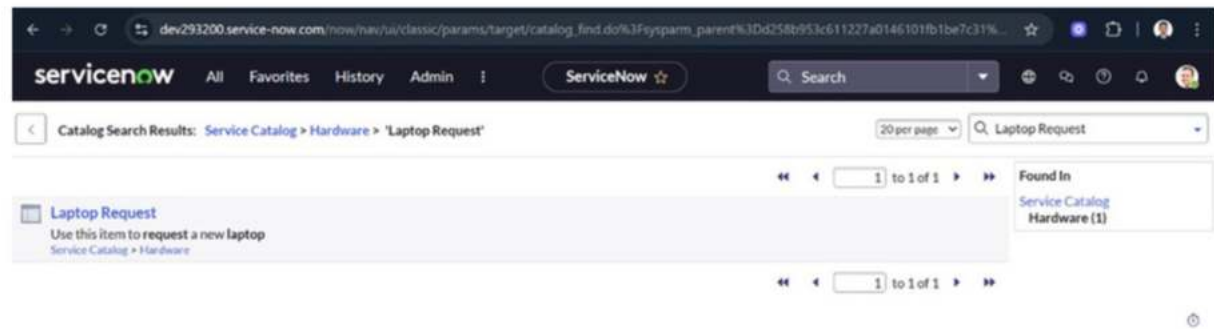 dev293200.service-now.com/now/nav/ui/classic/params/target/catalog_find.do%3Fsysparm_parent%3Dd258b953c611227a0146101fb1be7c31%...
servicenow All Favorites History Admin ServiceNow Search
Catalog Search Results: Service Catalog > Hardware > 'Laptop Request' 20 per page Laptop Request
1 to 1 of 1 Found In
Service Catalog
Hardware (1)
Laptop Request
Use this item to request a new laptop
Service Catalog > Hardware
1 to 1 of 1